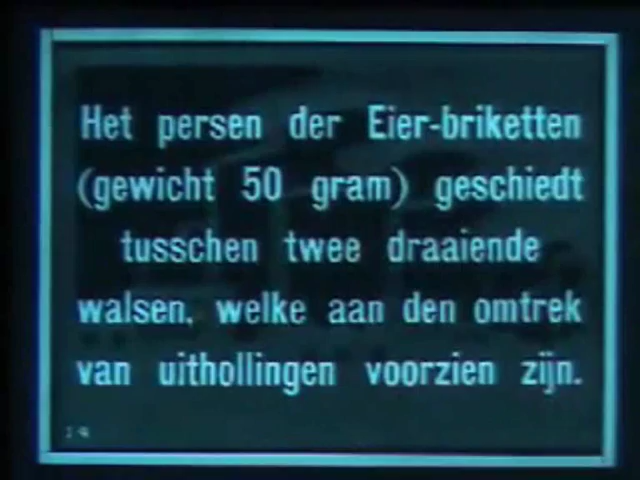 Het persen der Eier-briketten
(gewicht 50 gram) geschiedt
tusschen twee draaiende
walsen, welke aan den omtrek
van uithollingen voorzien zijn.